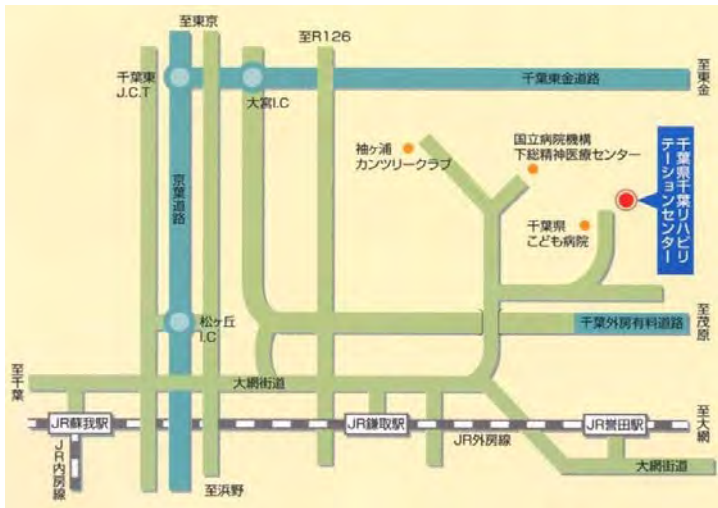 至東京
至R126
至東金
千葉東
J.C.T
大宮I.C
千葉東金道路
袖ヶ浦
カンツリークラブ
国立病院機構
下総精神医療センター
千葉県千葉リハビリ
テーションセンター
京葉道路
千葉県
こども病院
松ヶ丘
I.C
千葉外房有料道路
至茂原
至千葉
大網街道
JR蘇我駅
JR鎌取駅
JR誉田駅
至大網
JR外房線
JR内房線
至浜野
大網街道